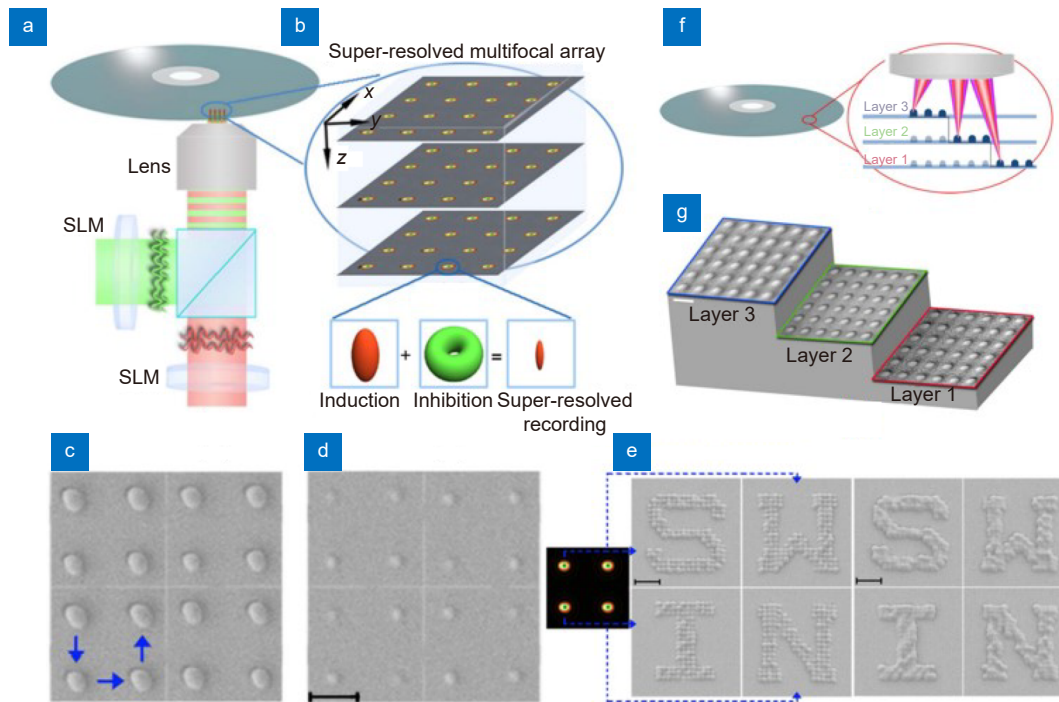 a
b
Super-resolved multifocal array
x
y
z
Lens
SLM
SLM
+
=
Induction
Inhibition
Super-resolved
recording
f
Layer 3
Layer 2
Layer 1
g
Layer 3
Layer 2
Layer 1
c
d
e
S W S W
I N I N